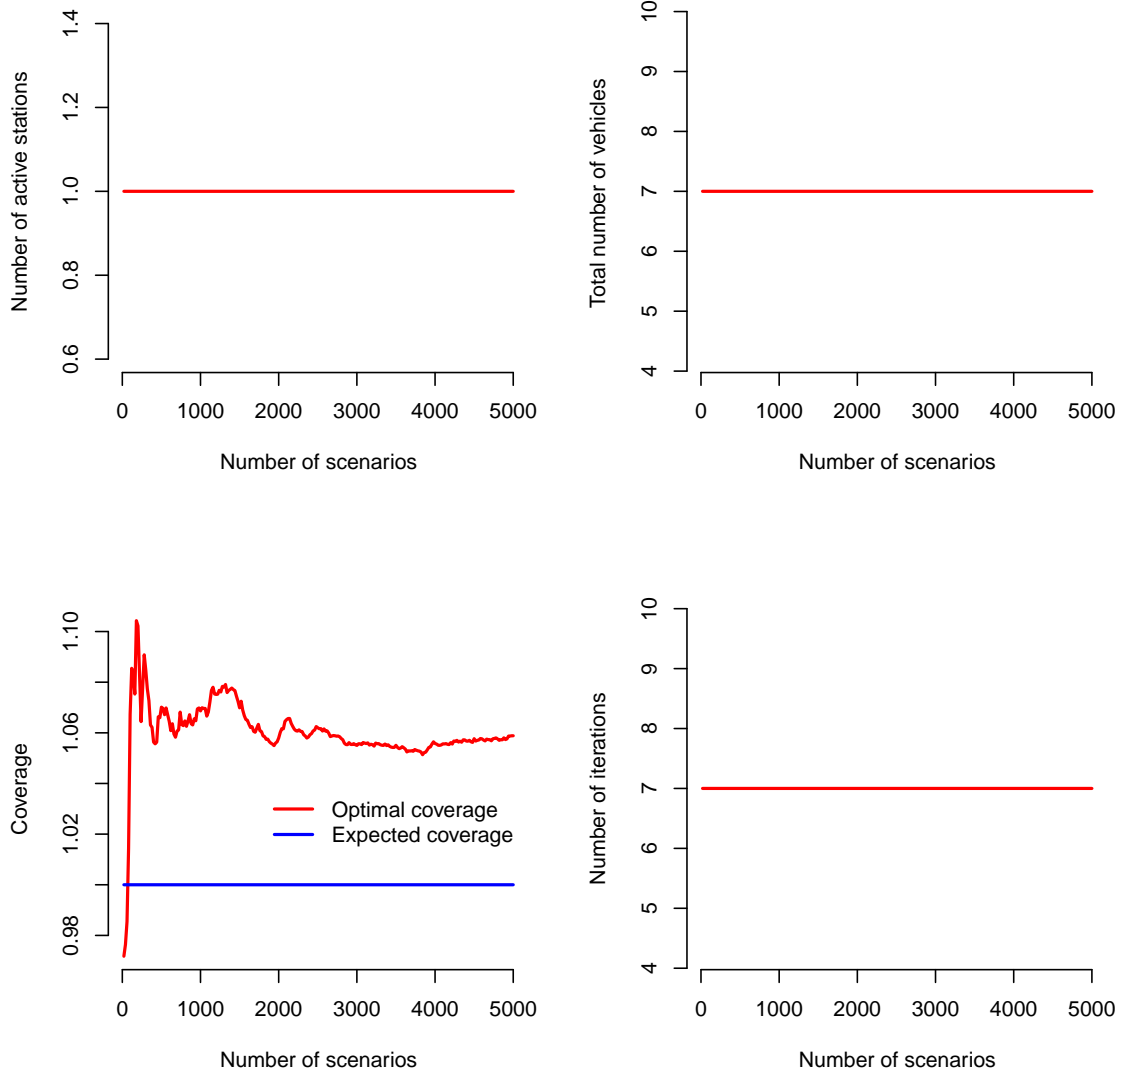 Number of active stations
1.4
1.2
1.0
0.8
0.6
0 1000 2000 3000 4000 5000
Number of scenarios
Total number of vehicles
10
9
8
7
6
5
4
0 1000 2000 3000 4000 5000
Number of scenarios
Coverage
1.10
1.06
1.02
0.98
Optimal coverage
Expected coverage
0 1000 2000 3000 4000 5000
Number of scenarios
Number of iterations
10
9
8
7
6
5
4
0 1000 2000 3000 4000 5000
Number of scenarios